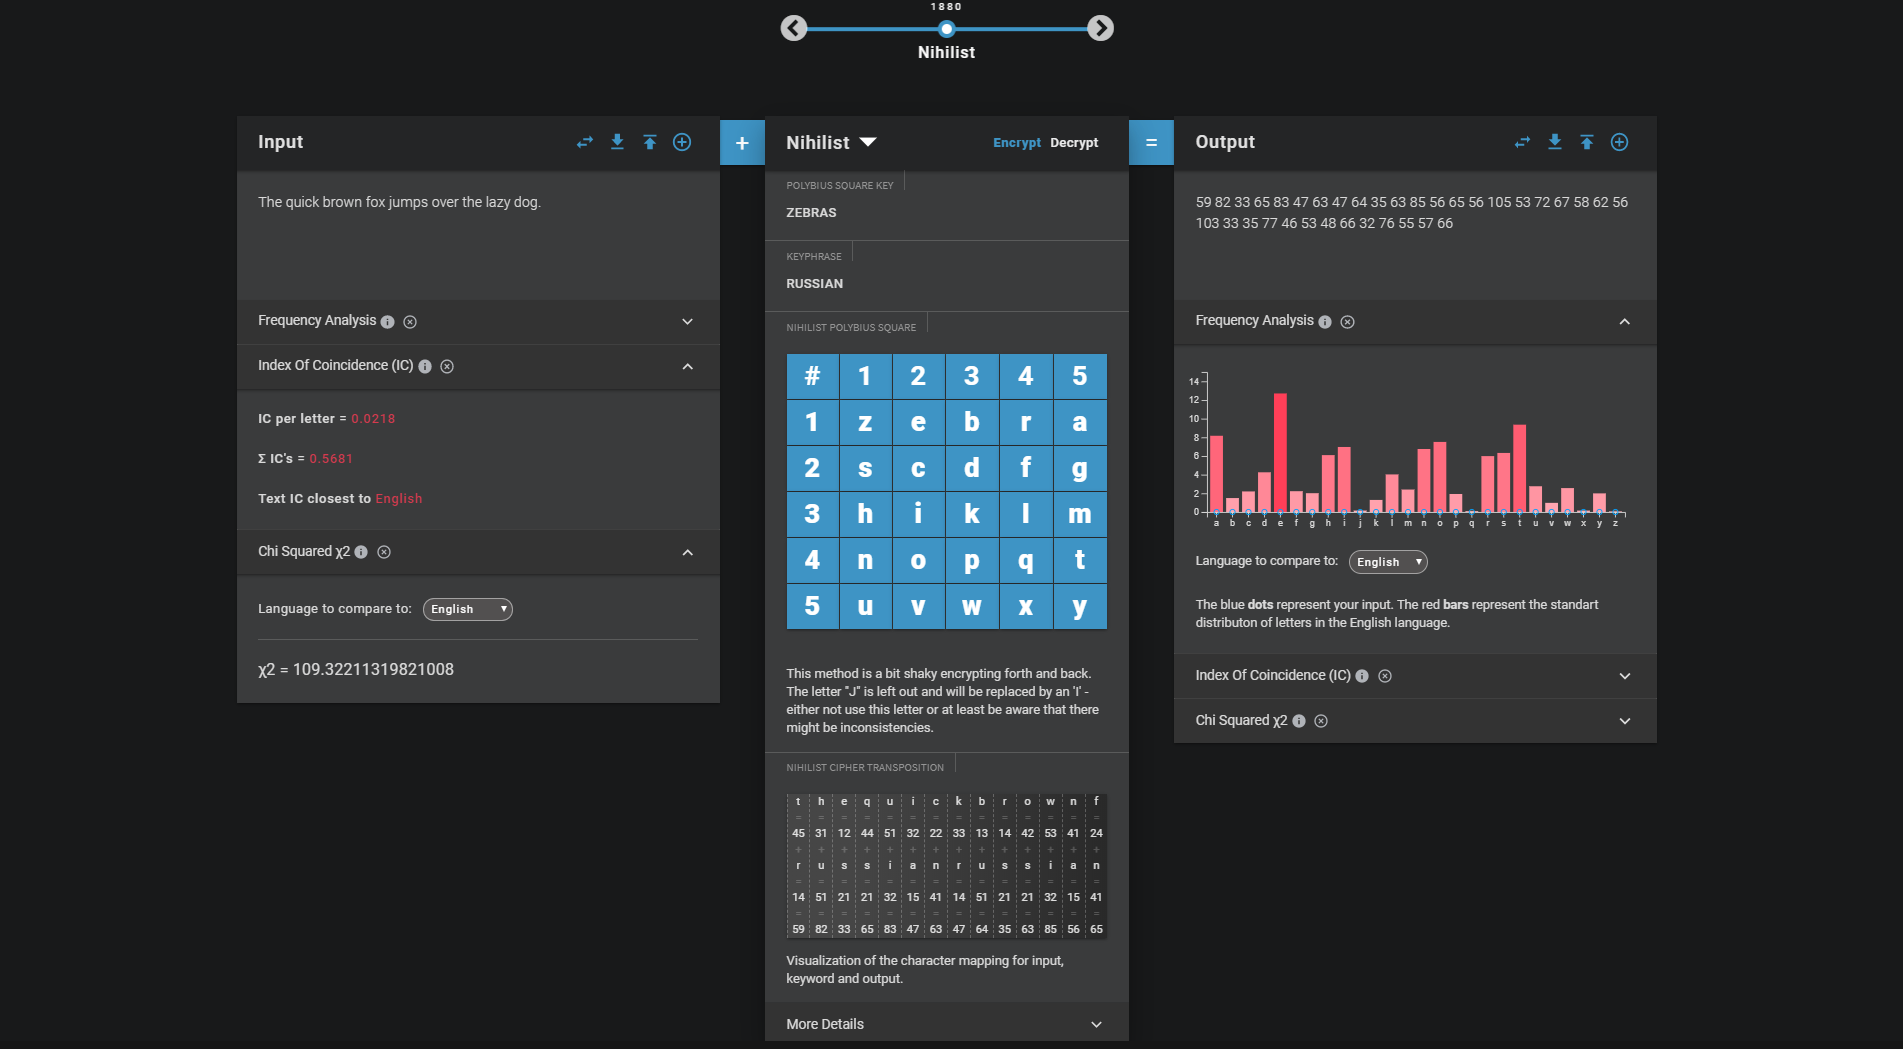 1880
Nihilist
Input
The quick brown fox jumps over the lazy dog.
Frequency Analysis
Index Of Coincidence (IC)
IC per letter = 0.0218
Σ IC's = 0.5681
Text IC closest to English
Chi Squared χ2
Language to compare to: English
χ2 = 109.32211319821008
+
Nihilist
Encrypt Decrypt
POLYBIUS SQUARE KEY
ZEBRAS
KEYPHRASE
RUSSIAN
NIHILIST POLYBIUS SQUARE
# 1 2 3 4 5
1 z e b r a
2 s c d f g
3 h i k l m
4 n o p q t
5 u v w x y
This method is a bit shaky encrypting forth and back.
The letter "J" is left out and will be replaced by an 'I' -
either not use this letter or at least be aware that there
might be inconsistencies.
NIHILIST CIPHER TRANSPOSITION
t h e q u i c k b r o w n f
= = = = = = = = = = = = = =
45 31 12 44 51 32 22 33 13 14 42 53 41 24
+ + + + + + + + + + + + + +
r u s s i a n r u s s i a n
= = = = = = = = = = = = = =
14 51 21 21 32 15 41 14 51 21 21 32 15 41
= = = = = = = = = = = = = =
59 82 33 65 83 47 63 47 64 35 63 85 56 65
Visualization of the character mapping for input,
keyword and output.
More Details
=
Output
59 82 33 65 83 47 63 47 64 35 63 85 56 65 56 105 53 72 67 58 62 56
103 33 35 77 46 53 48 66 32 76 55 57 66
Frequency Analysis
14
12
10
8
6
4
2
0
a b c d e f g h i j k l m n o p q r s t u v w x y z
Language to compare to: English
The blue dots represent your input. The red bars represent the standart
distributon of letters in the English language.
Index Of Coincidence (IC)
Chi Squared χ2